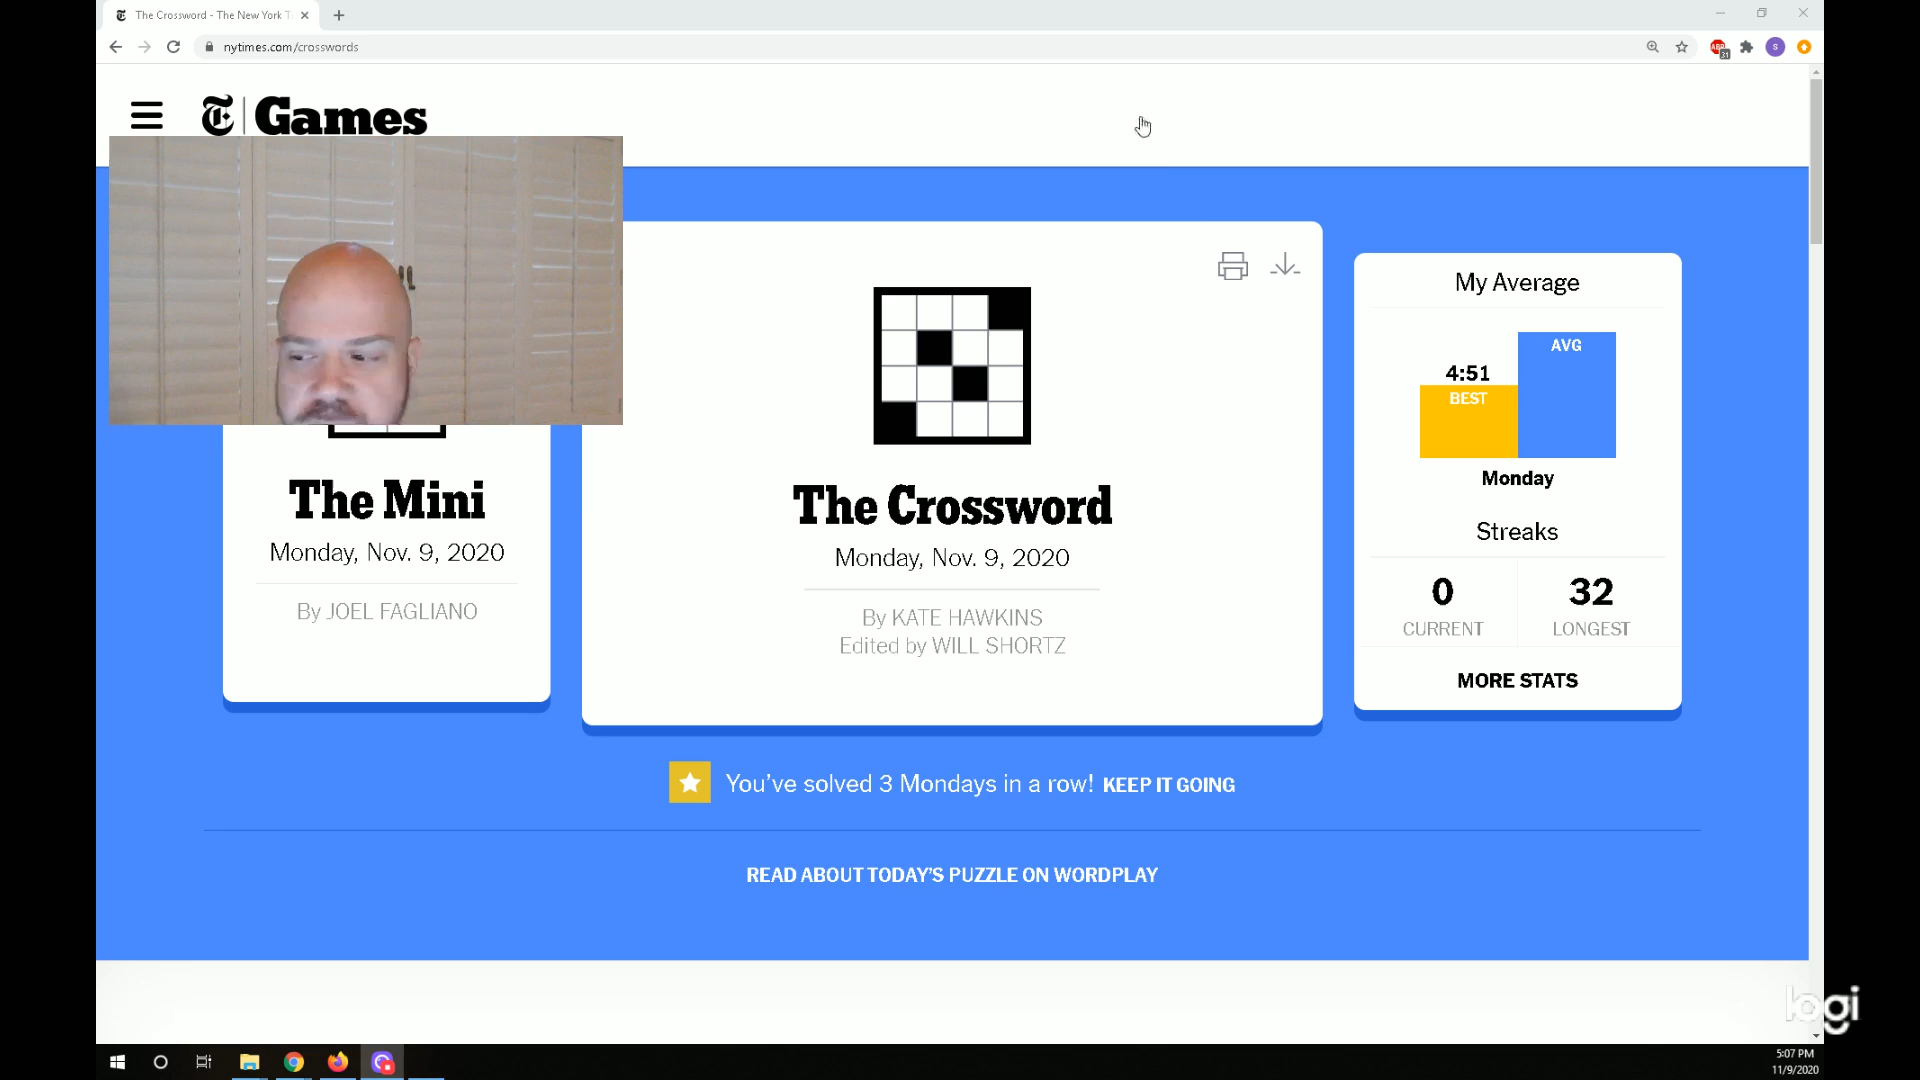 The Crossword - The New York T
nytimes.com/crosswords
ABP
31
S
T Games
My Average
AVG
4:51
BEST
Monday
Streaks
0
32
CURRENT
LONGEST
MORE STATS
The Mini
Monday, Nov. 9, 2020
By JOEL FAGLIANO
The Crossword
Monday, Nov. 9, 2020
By KATE HAWKINS
Edited by WILL SHORTZ
You've solved 3 Mondays in a row! KEEP IT GOING
READ ABOUT TODAY'S PUZZLE ON WORDPLAY
logi
5:07 PM
11/9/2020